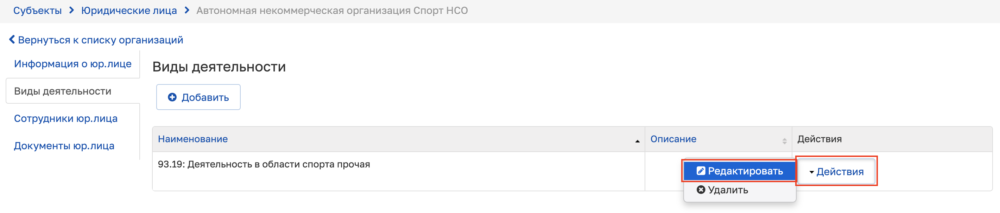 Субъекты > Юридические лица > Автономная некоммерческая организация Спорт НСО
Вернуться к списку организаций
Информация о юр.лице
Виды деятельности
Сотрудники юр.лица
Документы юр.лица
Виды деятельности
Добавить
Наименование Описание Действия
93.19: Деятельность в области спорта прочая
Редактировать Действия
Удалить